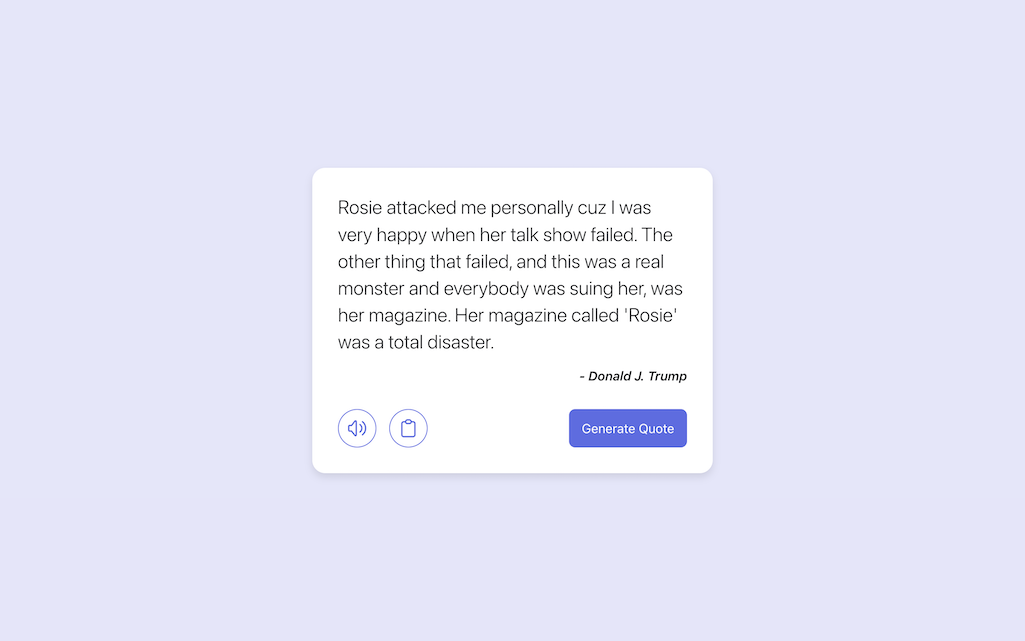 Rosie attacked me personally cuz I was
very happy when her talk show failed. The
other thing that failed, and this was a real
monster and everybody was suing her, was
her magazine. Her magazine called 'Rosie'
was a total disaster.
- Donald J. Trump
Generate Quote